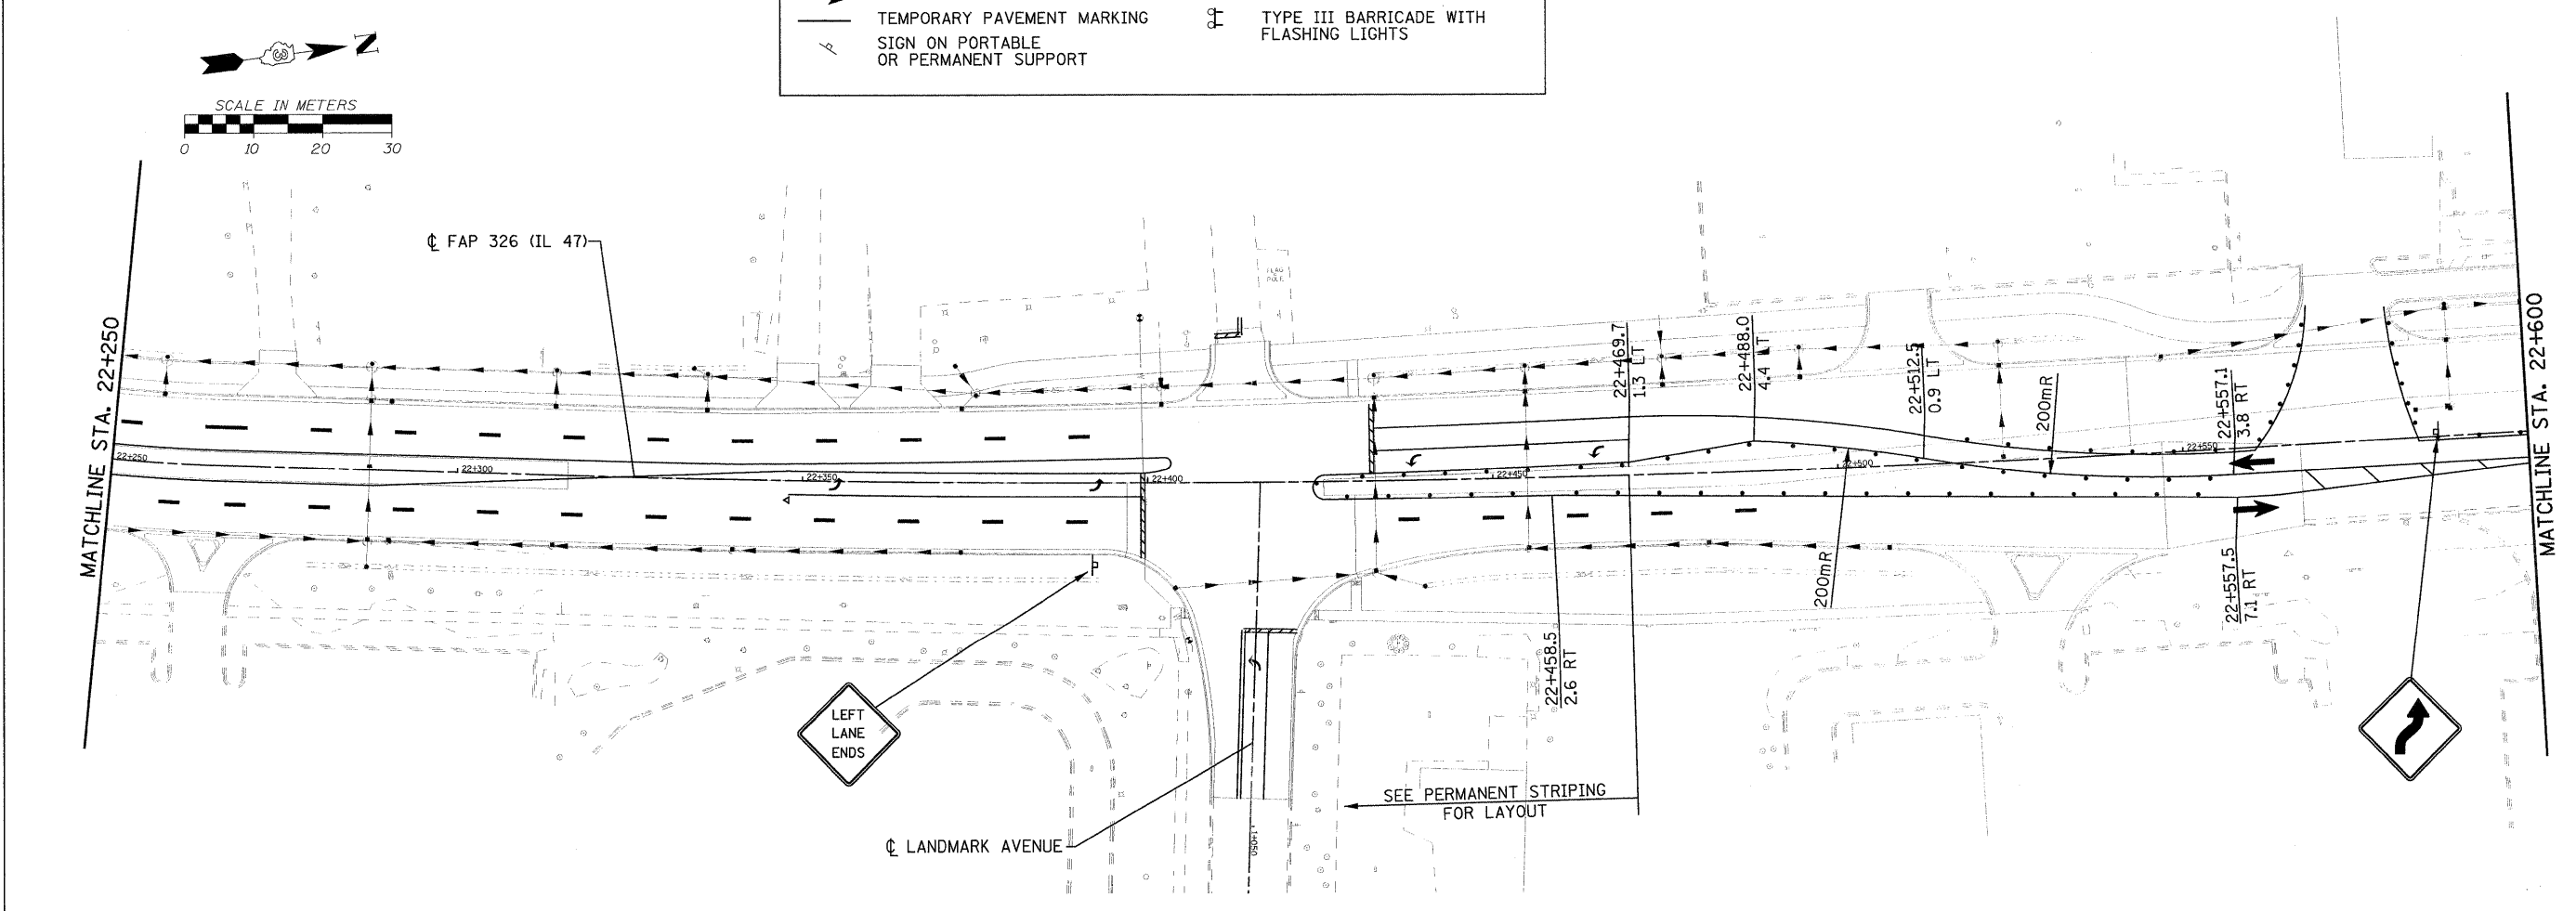 TEMPORARY PAVEMENT MARKING
SIGN ON PORTABLE
OR PERMANENT SUPPORT
TYPE III BARRICADE WITH
FLASHING LIGHTS
N
SCALE IN METERS
0 10 20 30
MATCHLINE STA. 22+250
℄ FAP 326 (IL 47)
22+250
22+300
22+350
22+400
22+450
22+500
22+550
22+469.7
1.3 LT
22+488.0
4.4 LT
22+512.5
0.9 LT
200mR
22+557.1
3.8 RT
MATCHLINE STA. 22+600
200mR
22+557.5
7.1 RT
22+458.5
2.6 RT
LEFT
LANE
ENDS
SEE PERMANENT STRIPING
FOR LAYOUT
℄ LANDMARK AVENUE
1+050